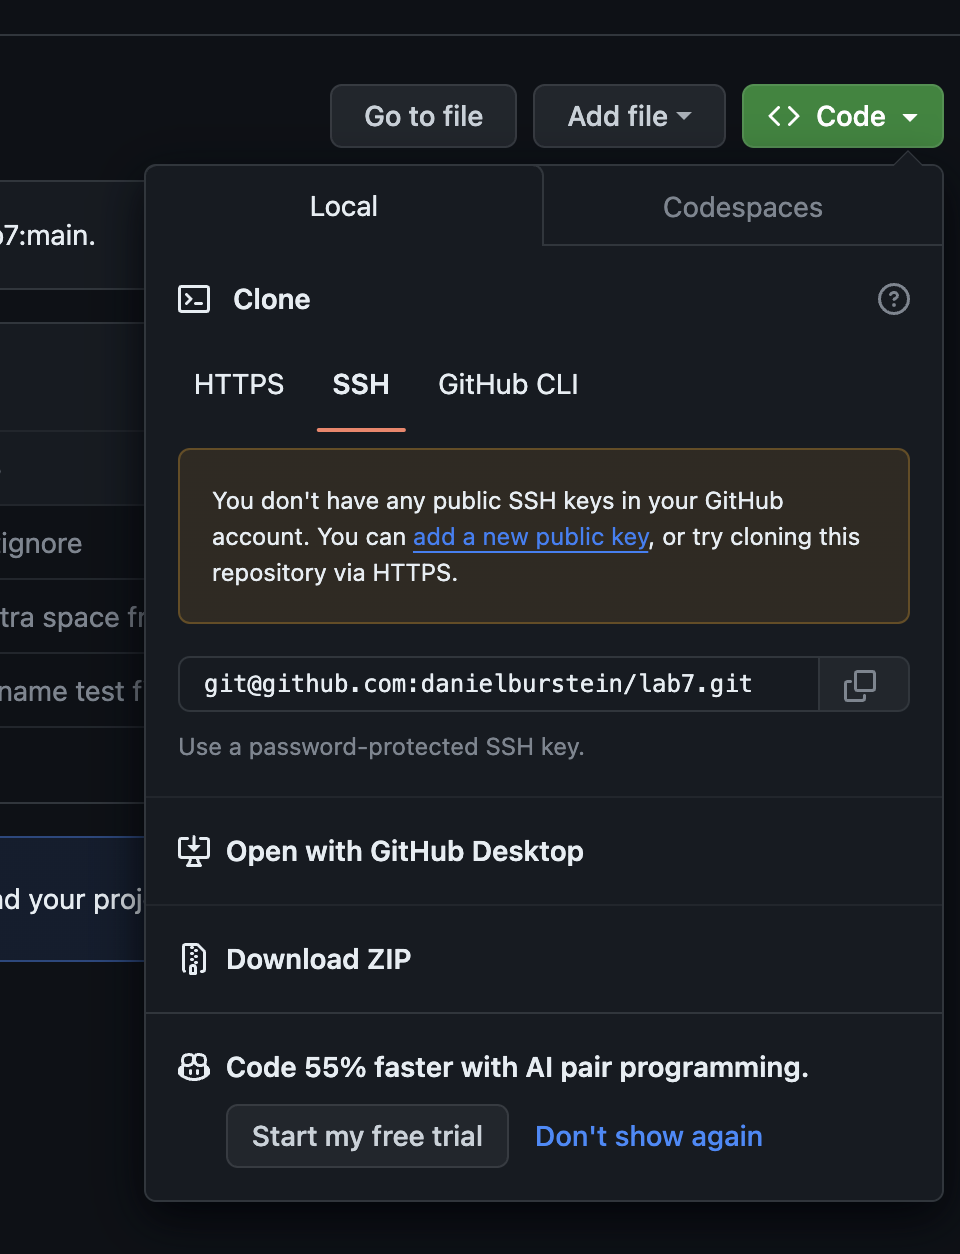 Go to file
Add file
<> Code
Local
Codespaces
7:main.
Clone
HTTPS
SSH
GitHub CLI
You don't have any public SSH keys in your GitHub
account. You can add a new public key, or try cloning this
repository via HTTPS.
ignore
tra space
name test
git@github.com:danielburstein/lab7.git
Use a password-protected SSH key.
Open with GitHub Desktop
your
Download ZIP
Code 55% faster with AI pair programming.
Start my free trial
Don't show again